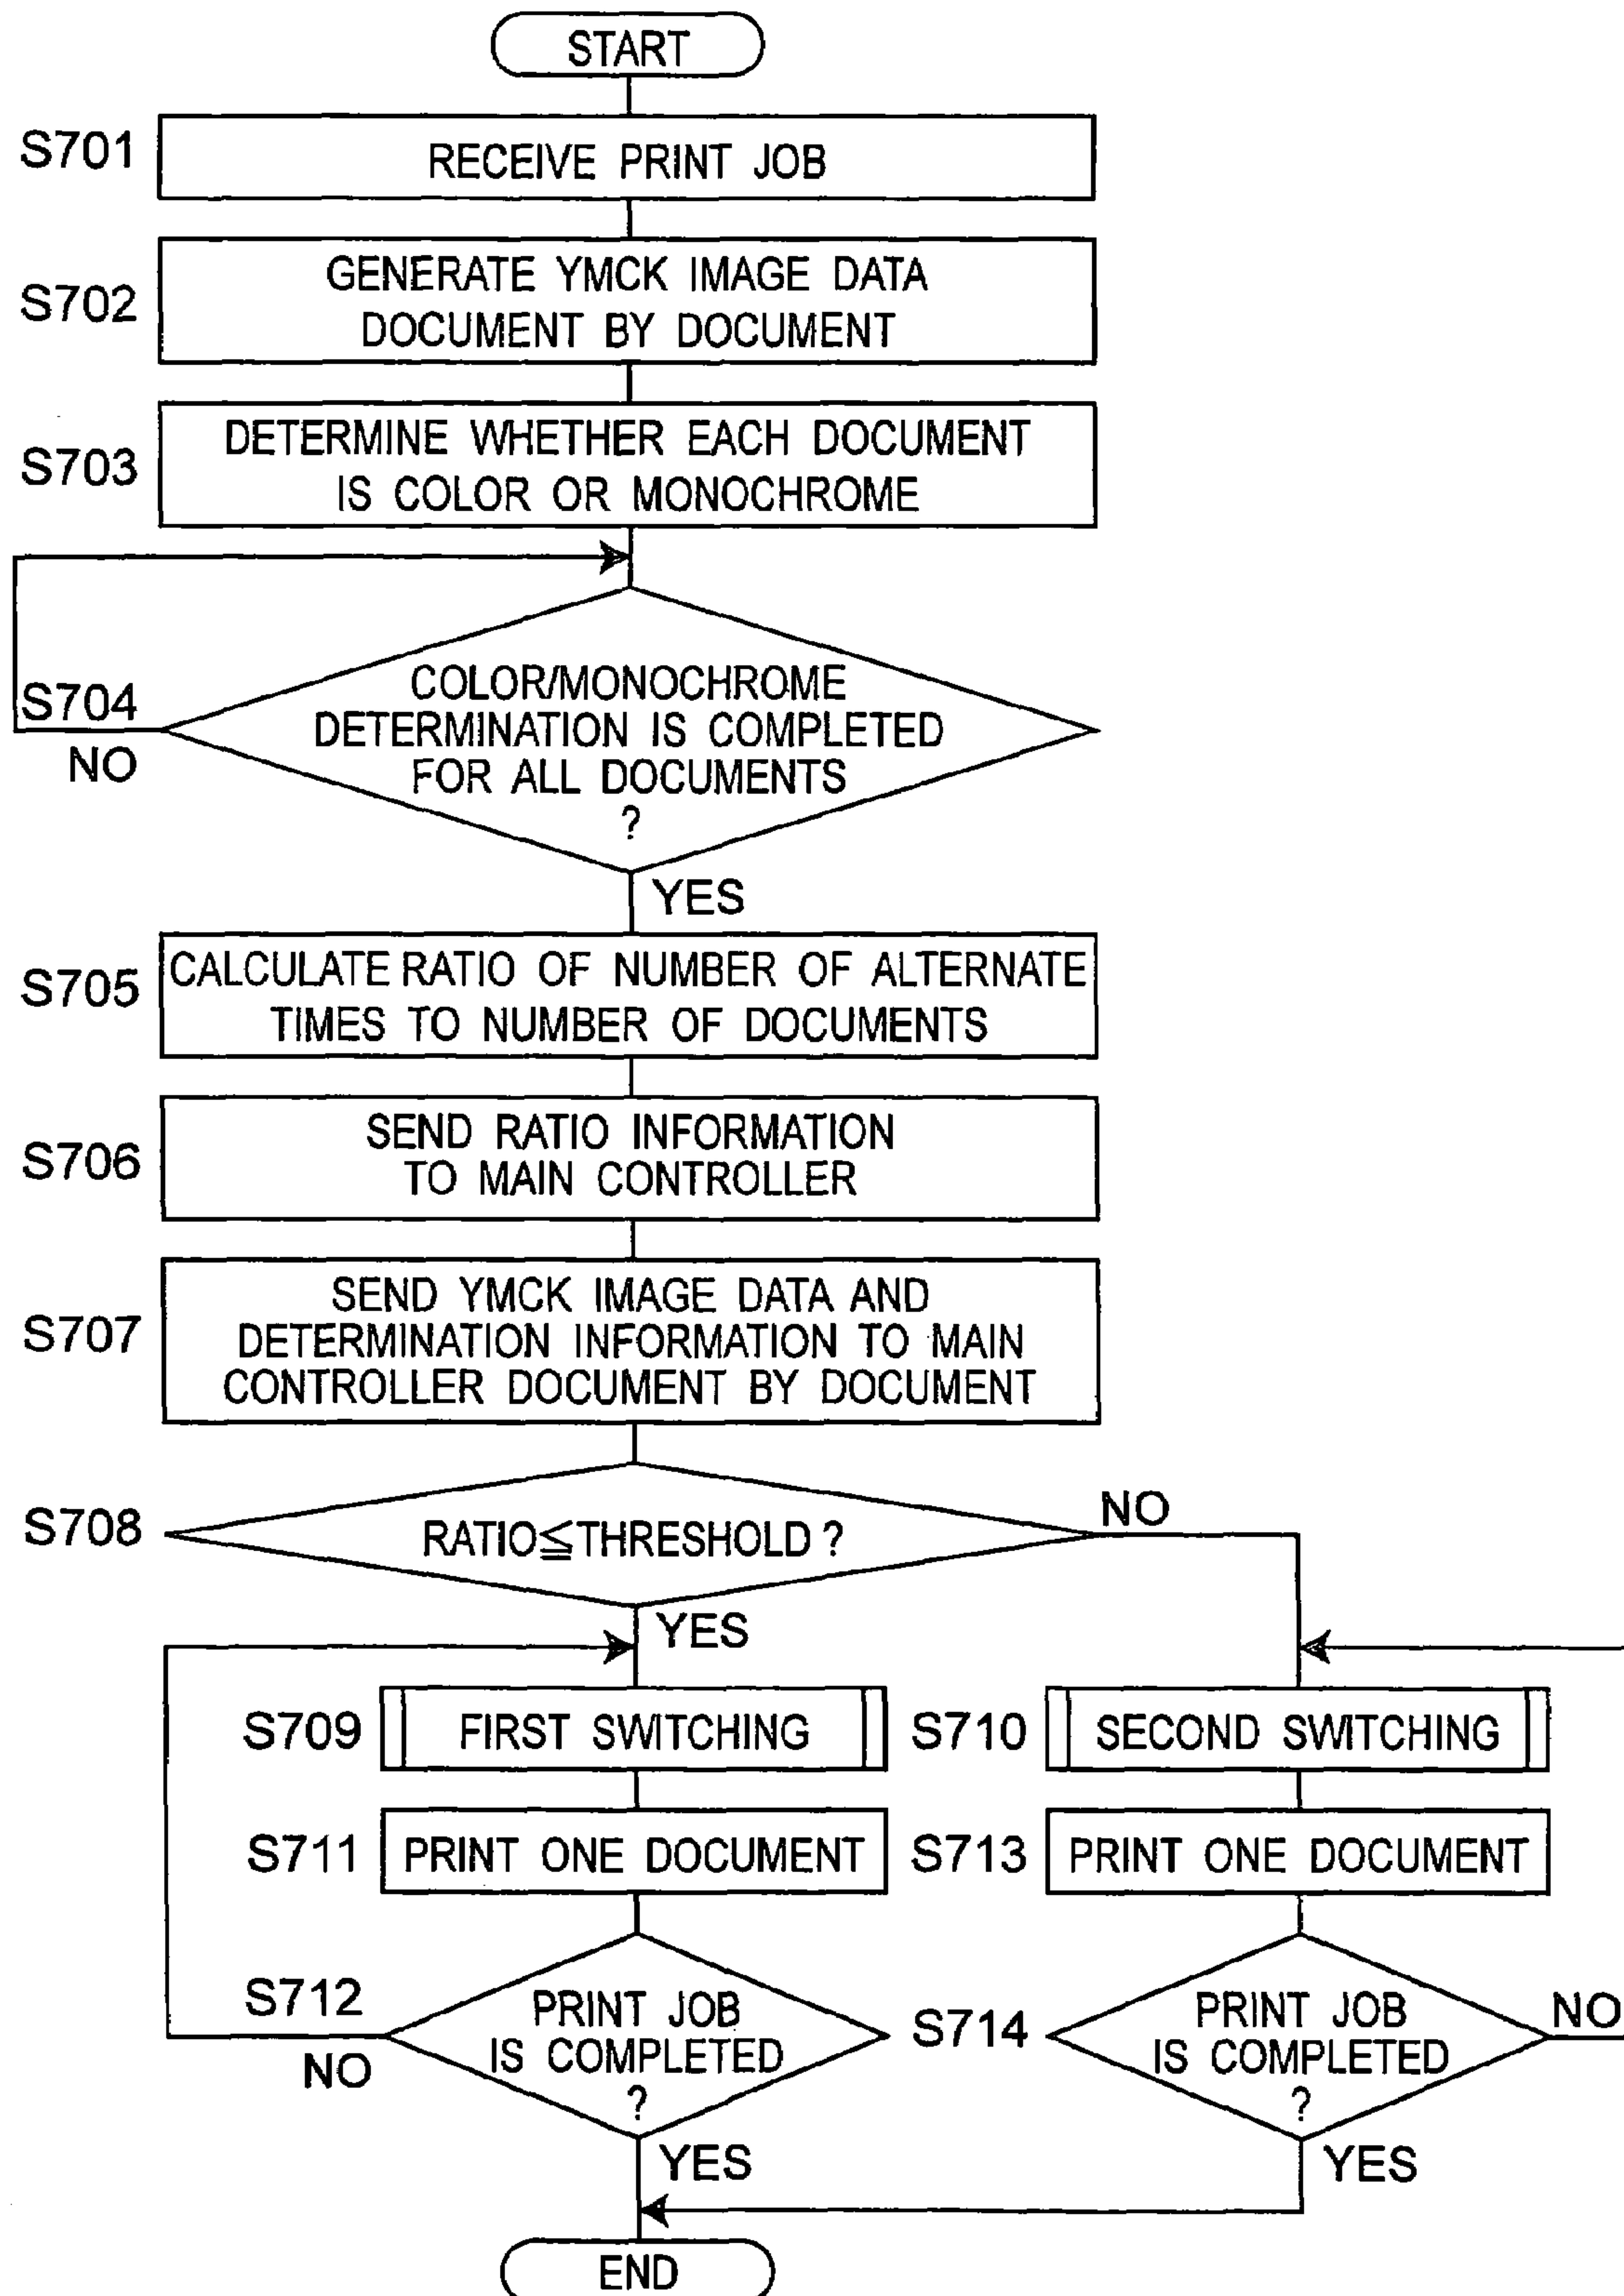 START
S701
RECEIVE PRINT JOB
S702
GENERATE YMCK IMAGE DATA
DOCUMENT BY DOCUMENT
S703
DETERMINE WHETHER EACH DOCUMENT
IS COLOR OR MONOCHROME
S704
NO
COLOR/MONOCHROME
DETERMINATION IS COMPLETED
FOR ALL DOCUMENTS
?
YES
S705
CALCULATE RATIO OF NUMBER OF ALTERNATE
TIMES TO NUMBER OF DOCUMENTS
S706
SEND RATIO INFORMATION
TO MAIN CONTROLLER
S707
SEND YMCK IMAGE DATA AND
DETERMINATION INFORMATION TO MAIN
CONTROLLER DOCUMENT BY DOCUMENT
S708
RATIO≦THRESHOLD ?
NO
YES
S709
FIRST SWITCHING
S710
SECOND SWITCHING
S711
PRINT ONE DOCUMENT
S713
PRINT ONE DOCUMENT
S712
NO
PRINT JOB
IS COMPLETED
?
YES
S714
PRINT JOB
IS COMPLETED
?
NO
YES
END